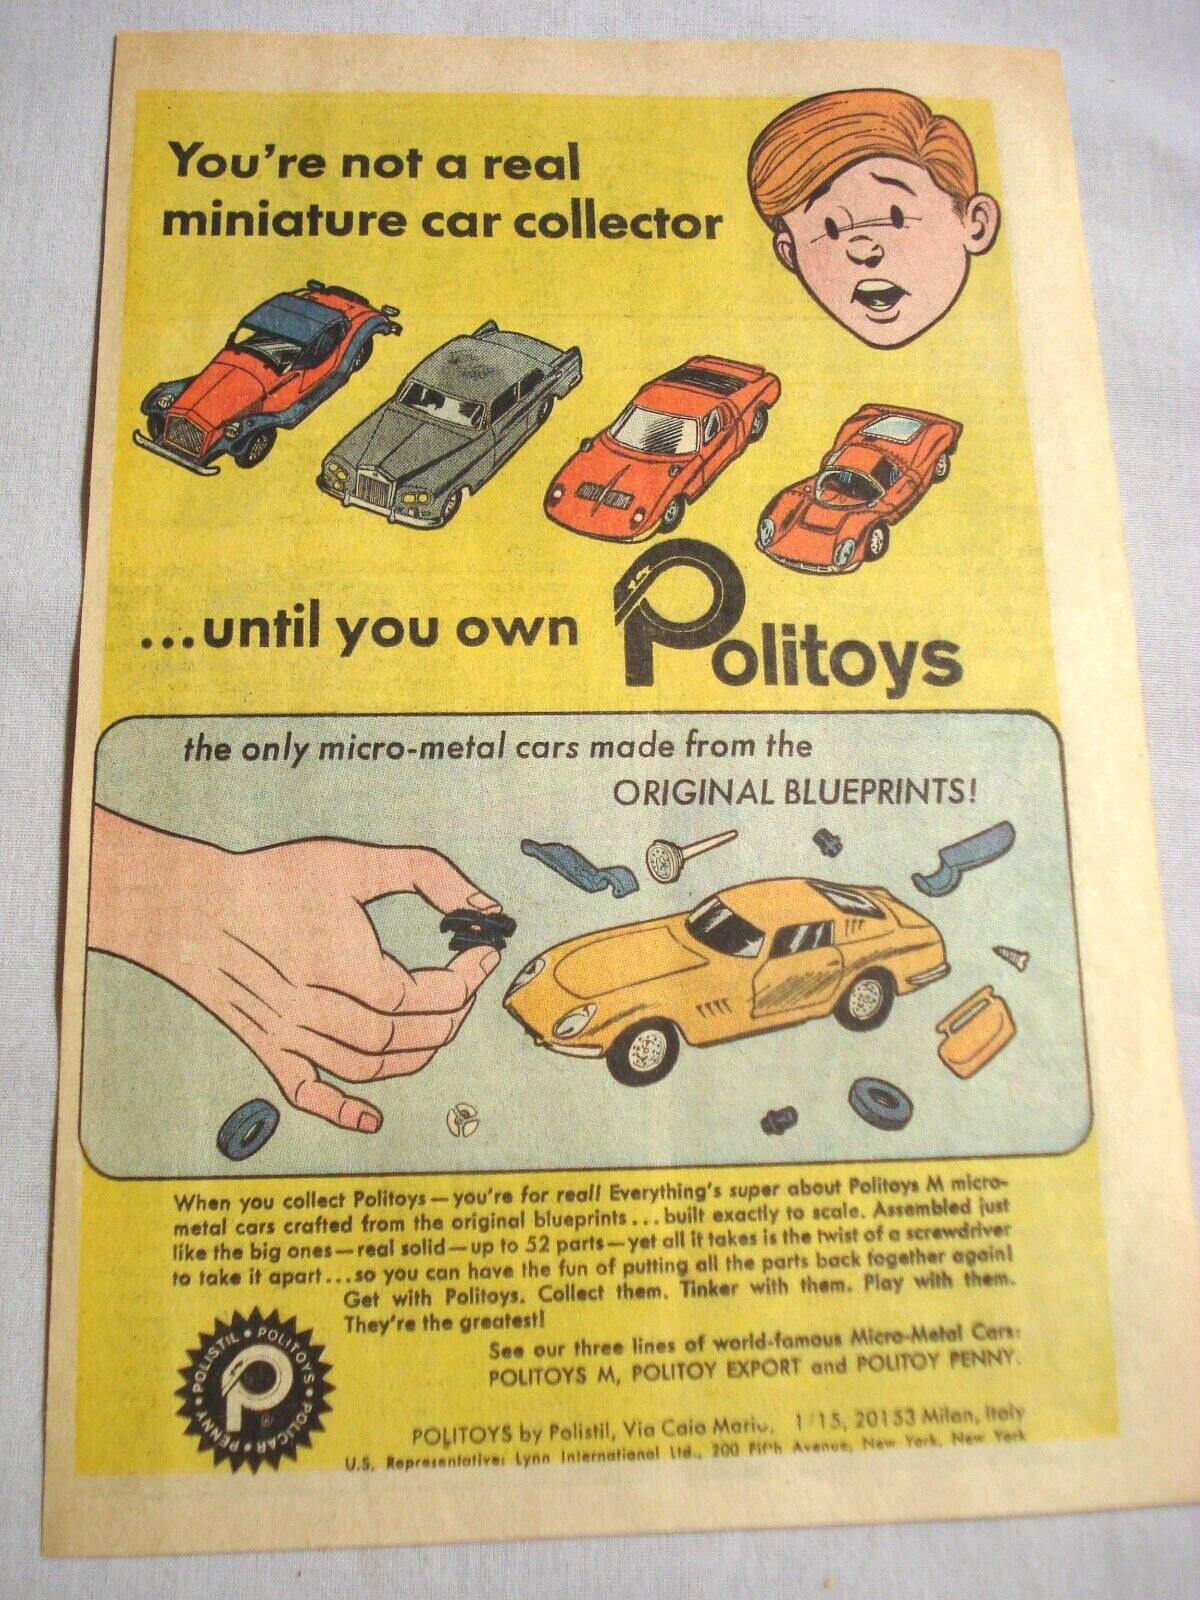 You're not a real
miniature car collector
...until you own Politoys
the only micro-metal cars made from the
ORIGINAL BLUEPRINTS!
When you collect Politoys—you're for real! Everything's super about Politoys M micro-
metal cars crafted from the original blueprints...built exactly to scale. Assembled just
like the big ones—real solid—up to 52 parts—yet all it takes is the twist of a screwdriver
to take it apart...so you can have the fun of putting all the parts back together again!
Get with Politoys. Collect them. Tinker with them. Play with them.
They're the greatest!
See our three lines of world-famous Micro-Metal Cars:
POLITOYS M, POLITOY EXPORT and POLITOY PENNY.
POLISTIL • POLITOYS • POLICAR • PENNY •
P ®
POLITOYS by Polistil, Via Caio Mario, 1/15, 20153 Milan, Italy
U.S. Representative: Lynn International Ltd., 200 Fifth Avenue, New York, New York